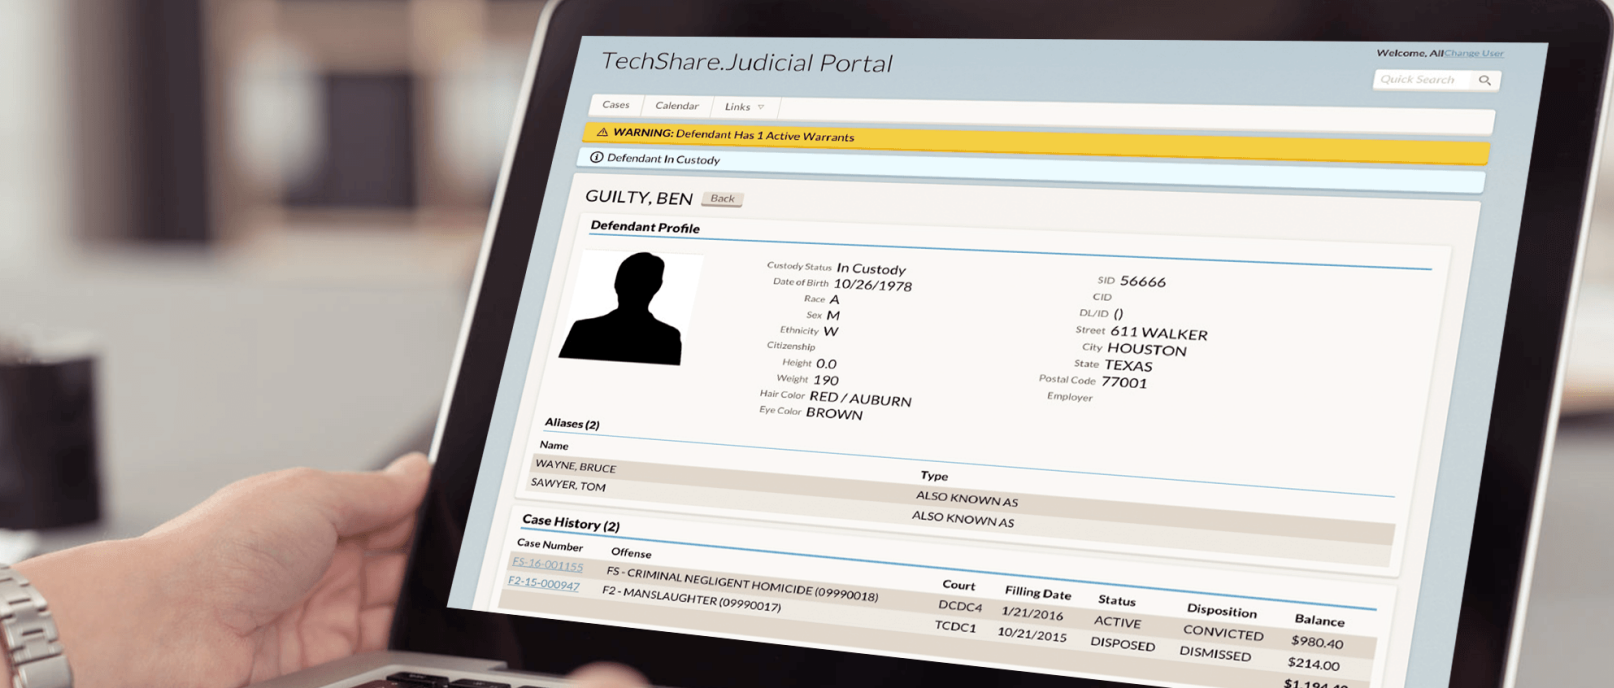 TechShare.Judicial Portal
Welcome, All Change User
Quick Search
Cases Calendar Links
WARNING: Defendant Has 1 Active Warrants
Defendant In Custody
GUILTY, BEN Back
Defendant Profile
Custody Status In Custody
Date of Birth 10/26/1978
Race A
Sex M
Ethnicity W
Citizenship
Height 0.0
Weight 190
Hair Color RED / AUBURN
Eye Color BROWN
SID 56666
CID
DL/ID ()
Street 611 WALKER
City HOUSTON
State TEXAS
Postal Code 77001
Employer
Aliases (2)
Name Type
WAYNE, BRUCE ALSO KNOWN AS
SAWYER, TOM ALSO KNOWN AS
Case History (2)
Case Number Offense Court Filling Date Status Disposition Balance
FS-16-001155 FS - CRIMINAL NEGLIGENT HOMICIDE (09990018) DCDC4 1/21/2016 ACTIVE CONVICTED $980.40
F2-15-000947 F2 - MANSLAUGHTER (09990017) TCDC1 10/21/2015 DISPOSED DISMISSED $214.00
$1,194.40